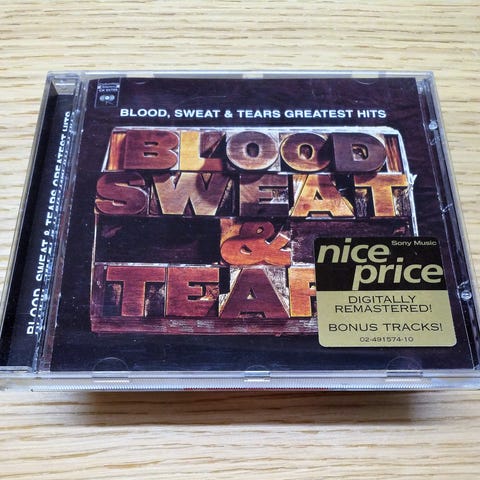 BLOOD, SWEAT & TEARS GREATEST HITS
BLOOD
SWEAT
&
TEAR
Sony Music
nice
price
DIGITALLY
REMASTERED!
BONUS TRACKS!
02-491574-10
BLOOD, SWEAT & TEARS GREATEST HITS